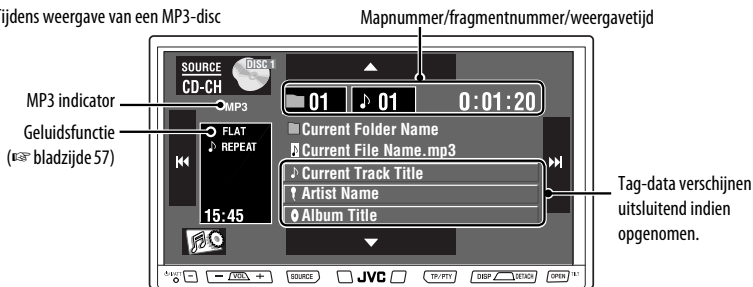 Tijdens weergave van een MP3-disc
Mapnummer/fragmentnummer/weergavetijd
SOURCE
CD-CH
DISC 1
MP3
01
01
0:01:20
MP3 indicator
Geluidsfunctie
(☞ bladzijde 57)
FLAT
REPEAT
15:45
Current Folder Name
Current File Name.mp3
Current Track Title
Artist Name
Album Title
Tag-data verschijnen
uitsluitend indien
opgenomen.
ATT
– VOL +
SOURCE
JVC
TP/PTY
DISP
DETACH
OPEN
TILT